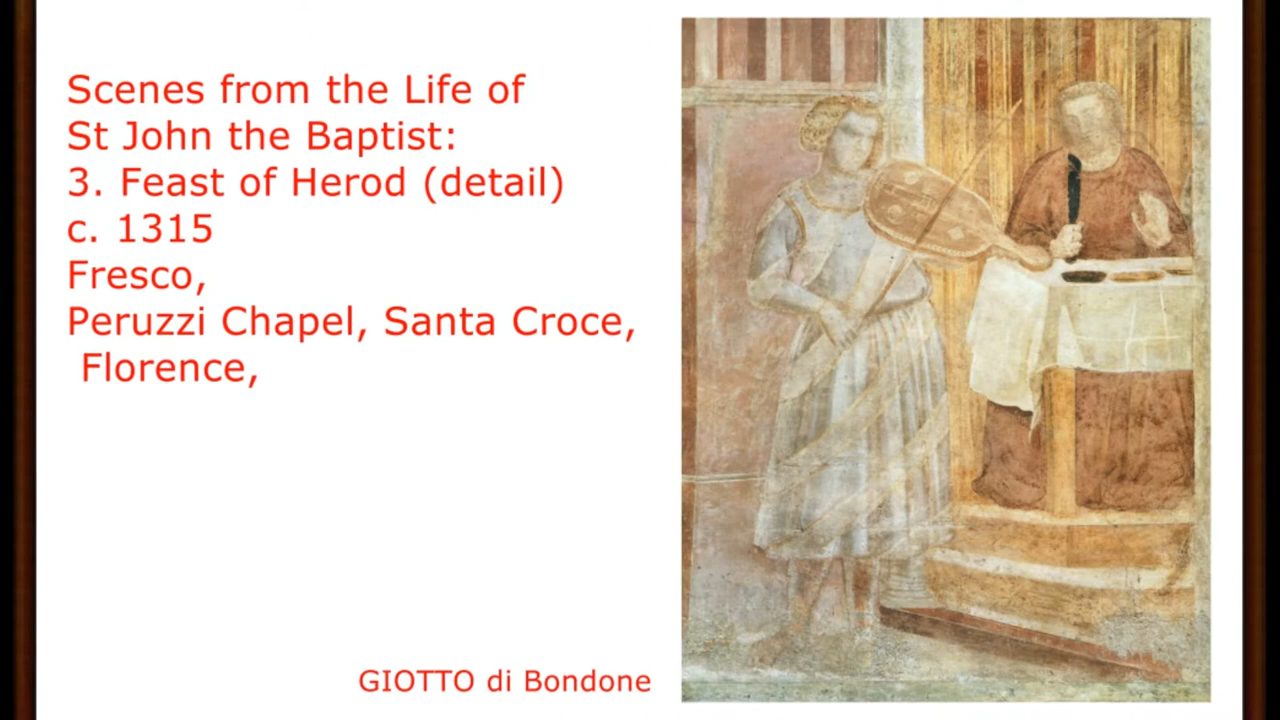 Scenes from the Life of
St John the Baptist:
3. Feast of Herod (detail)
c. 1315
Fresco,
Peruzzi Chapel, Santa Croce,
Florence,
GIOTTO di Bondone